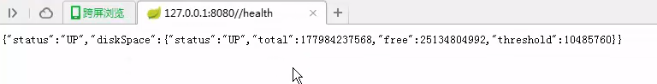 跨屏浏览
127.0.0.1:8080//health
{"status":"UP","diskSpace":{"status":"UP","total":177984237568,"free":25134804992,"threshold":10485760}}